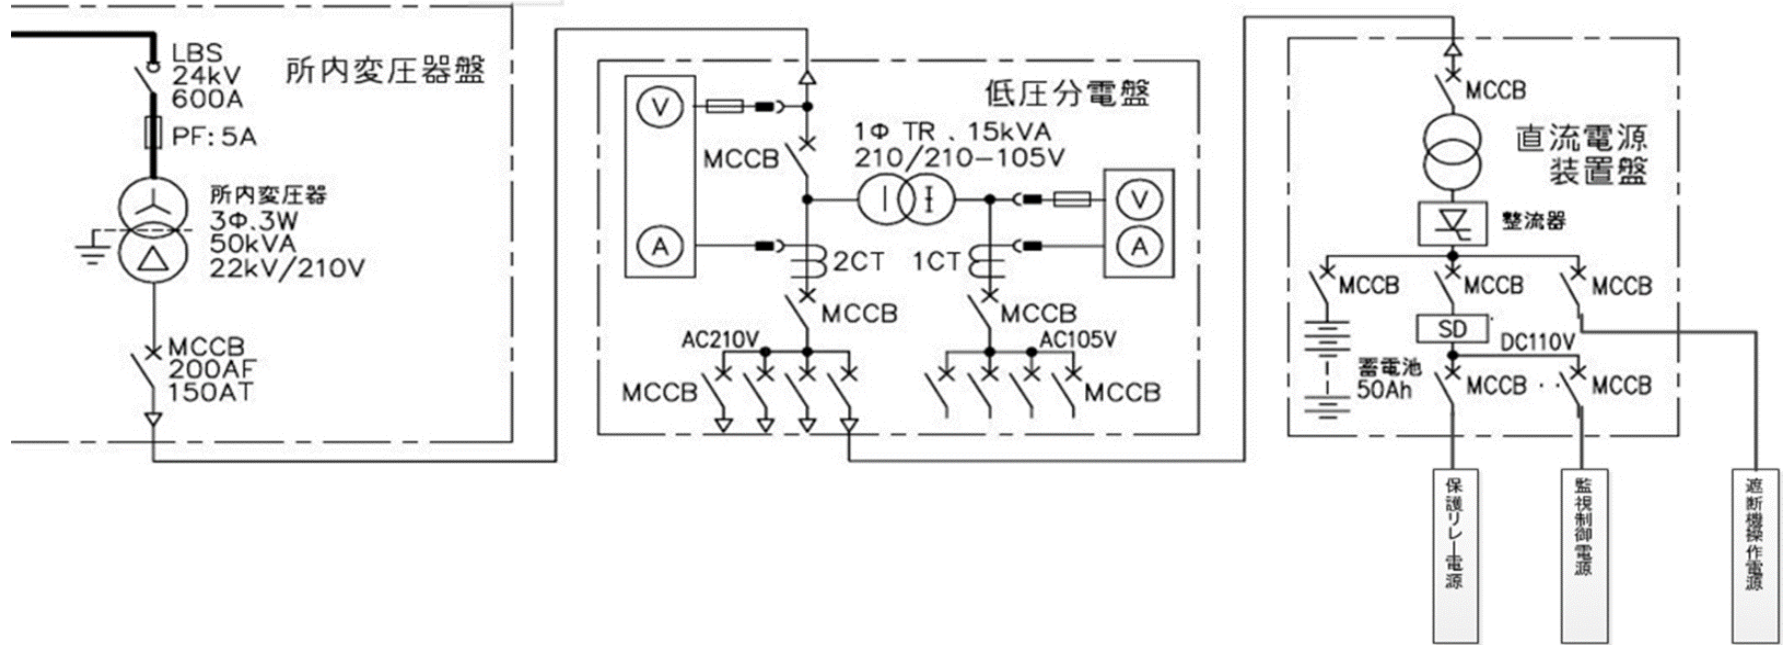 LBS
24kV
600A
PF:5A
所内変圧器盤
所内変圧器
3Φ.3W
50kVA
22kV/210V
MCCB
200AF
150AT
低圧分電盤
V
A
MCCB
1Φ TR 、15kVA
210/210-105V
V
A
2CT
1CT
MCCB
MCCB
AC210V
AC105V
MCCB
MCCB
MCCB
直流電源
装置盤
整流器
MCCB
MCCB
MCCB
SD
DC110V
蓄電池
50Ah
MCCB
MCCB
保護リレー電源
監視制御電源
遮断機操作電源